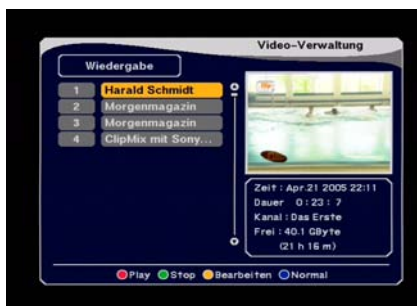 Video-Verwaltung
Wiedergabe
1 Harald Schmidt
2 Morgenmagazin
3 Morgenmagazin
4 ClipMix mit Sony...
Zeit : Apr.21 2005 22:11
Dauer 0 : 23 : 7
Kanal : Das Erste
Frei : 40.1 GByte
(21 h 16 m)
Play Stop Bearbeiten Normal